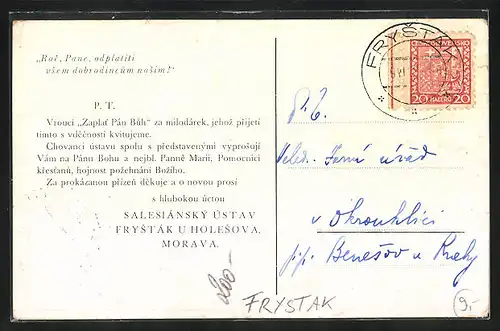 „Rač, Pane, odplatiti
všem dobrodincům našim!“
P. T.
Vroucí „Zaplať Pán Bůh“ za milodárek, jehož přijetí
tímto s vděčností kvitujeme.
Chovanci ústavu spolu s představenými vyprošují
Vám na Pánu Bohu a nejbl. Panně Marii, Pomocnici
křesťanů, hojnost požehnání Božího.
Za prokázanou přízeň děkuje a o novou prosí
s hlubokou úctou
SALESIÁNSKÝ ÚSTAV
FRYŠTÁK U HOLEŠOVA,
MORAVA.
200-
FRYSTAK
FRYŠTÁK
20 HALÉŘŮ 20
P. T.
Farní úřad
v Okrouhlici
p. p. Benešov u Prahy
9,-